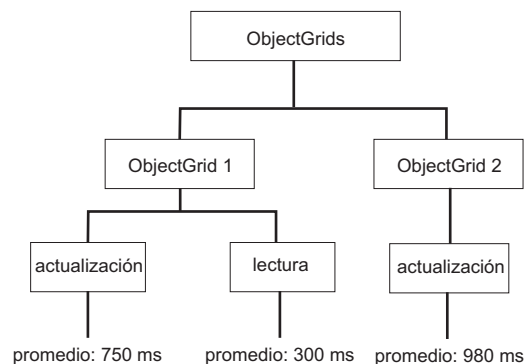 ObjectGrids
ObjectGrid 1
ObjectGrid 2
actualización
lectura
actualización
promedio: 750 ms
promedio: 300 ms
promedio: 980 ms